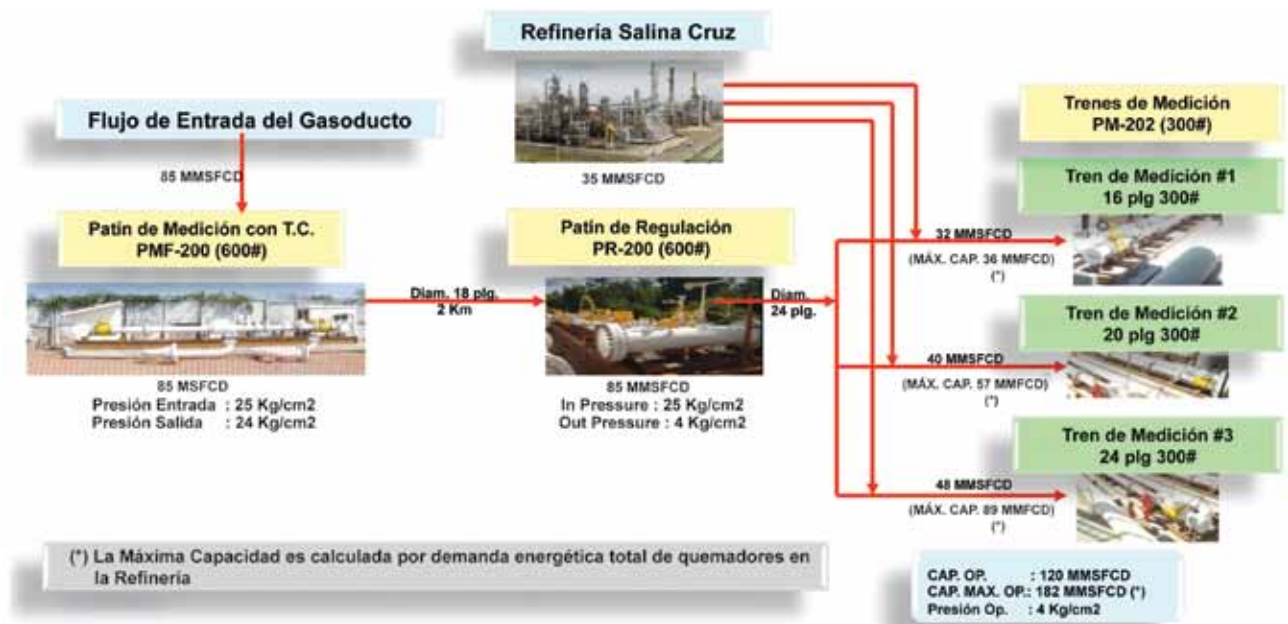 Refinería Salina Cruz
Flujo de Entrada del Gasoducto
85 MMSFCD
35 MMSFCD
Trenes de Medición
PM-202 (300#)
Patín de Medición con T.C.
PMF-200 (600#)
85 MSFCD
Presión Entrada : 25 Kg/cm2
Presión Salida : 24 Kg/cm2
Diam. 18 plg.
2 Km
Patín de Regulación
PR-200 (600#)
85 MMSFCD
In Pressure : 25 Kg/cm2
Out Pressure : 4 Kg/cm2
Diam.
24 plg.
Tren de Medición #1
16 plg 300#
32 MMSFCD
(MÁX. CAP. 36 MMFCD)
(*)
Tren de Medición #2
20 plg 300#
40 MMSFCD
(MÁX. CAP. 57 MMFCD)
(*)
Tren de Medición #3
24 plg 300#
48 MMSFCD
(MÁX. CAP. 89 MMFCD)
(*)
(*) La Máxima Capacidad es calculada por demanda energética total de quemadores en
la Refinería
CAP. OP. : 120 MMSFCD
CAP. MAX. OP.: 182 MMSFCD (*)
Presión Op. : 4 Kg/cm2